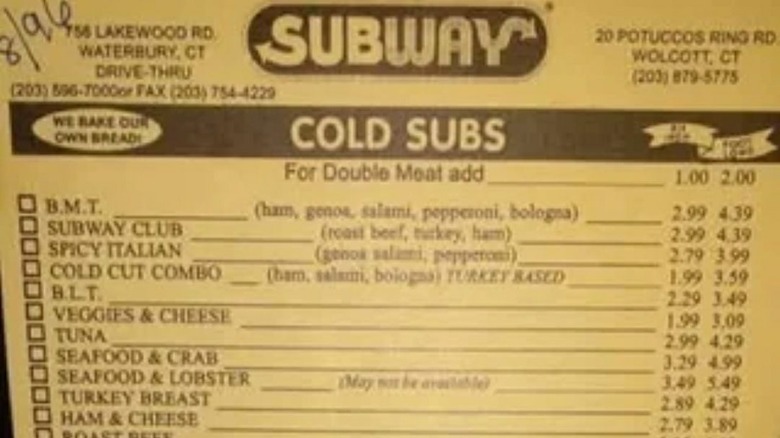 8/96
756 LAKEWOOD RD.
WATERBURY, CT
DRIVE-THRU
(203) 596-7000or FAX (203) 754-4229
SUBWAY
20 POTUCCOS RING RD
WOLCOTT, CT
(203) 879-5775
WE BAKE OUR
OWN BREAD!
COLD SUBS
SIX INCH
FOOT LONG
For Double Meat add 1.00 2.00
B.M.T. (ham, genoa, salami, pepperoni, bologna) 2.99 4.39
SUBWAY CLUB (roast beef, turkey, ham) 2.99 4.39
SPICY ITALIAN (genoa salami, pepperoni) 2.79 3.99
COLD CUT COMBO (ham, salami, bologna) TURKEY BASED 1.99 3.59
B.L.T. 2.29 3.49
VEGGIES & CHEESE 1.99 3.09
TUNA 2.99 4.29
SEAFOOD & CRAB 3.29 4.99
SEAFOOD & LOBSTER (May not be available) 3.49 5.49
TURKEY BREAST 2.89 4.29
HAM & CHEESE 2.79 3.89
ROAST BEEF